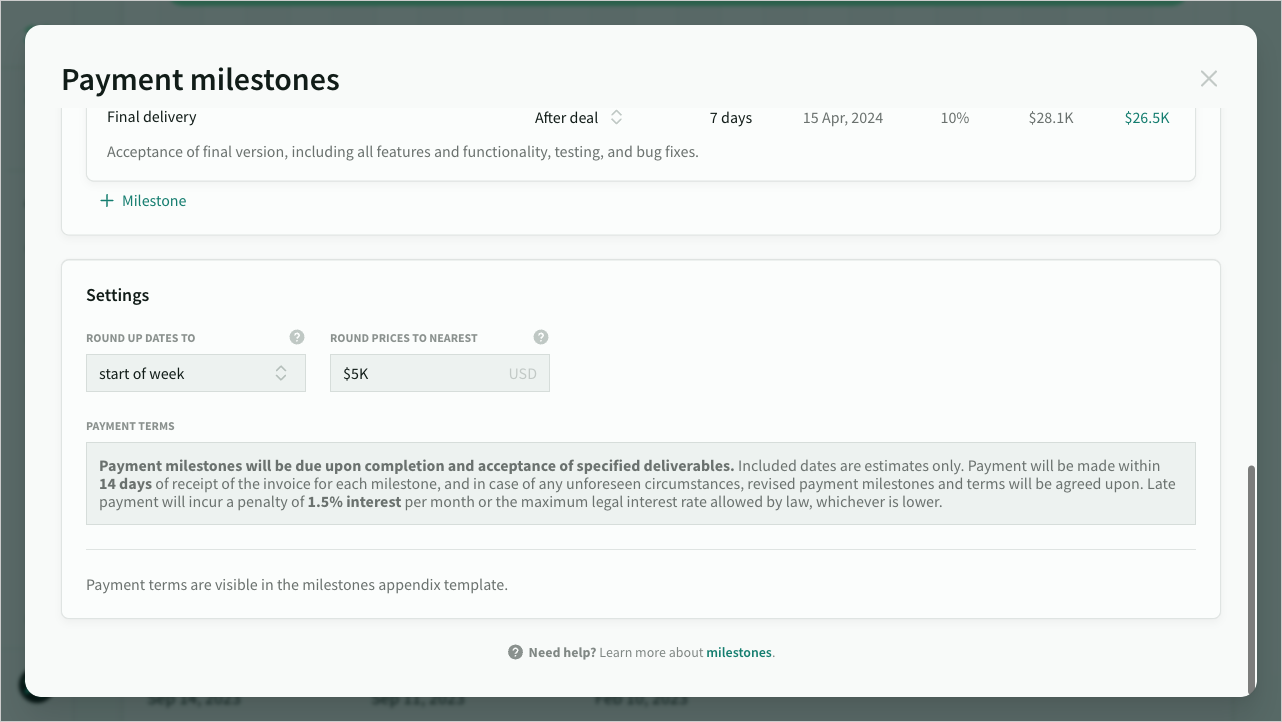 Payment milestones
Final delivery After deal 7 days 15 Apr, 2024 10% $28.1K $26.5K
Acceptance of final version, including all features and functionality, testing, and bug fixes.
+ Milestone
Settings
ROUND UP DATES TO ? ROUND PRICES TO NEAREST ?
start of week $5K USD
PAYMENT TERMS
Payment milestones will be due upon completion and acceptance of specified deliverables. Included dates are estimates only. Payment will be made within
14 days of receipt of the invoice for each milestone, and in case of any unforeseen circumstances, revised payment milestones and terms will be agreed upon. Late
payment will incur a penalty of 1.5% interest per month or the maximum legal interest rate allowed by law, whichever is lower.
Payment terms are visible in the milestones appendix template.
? Need help? Learn more about milestones.